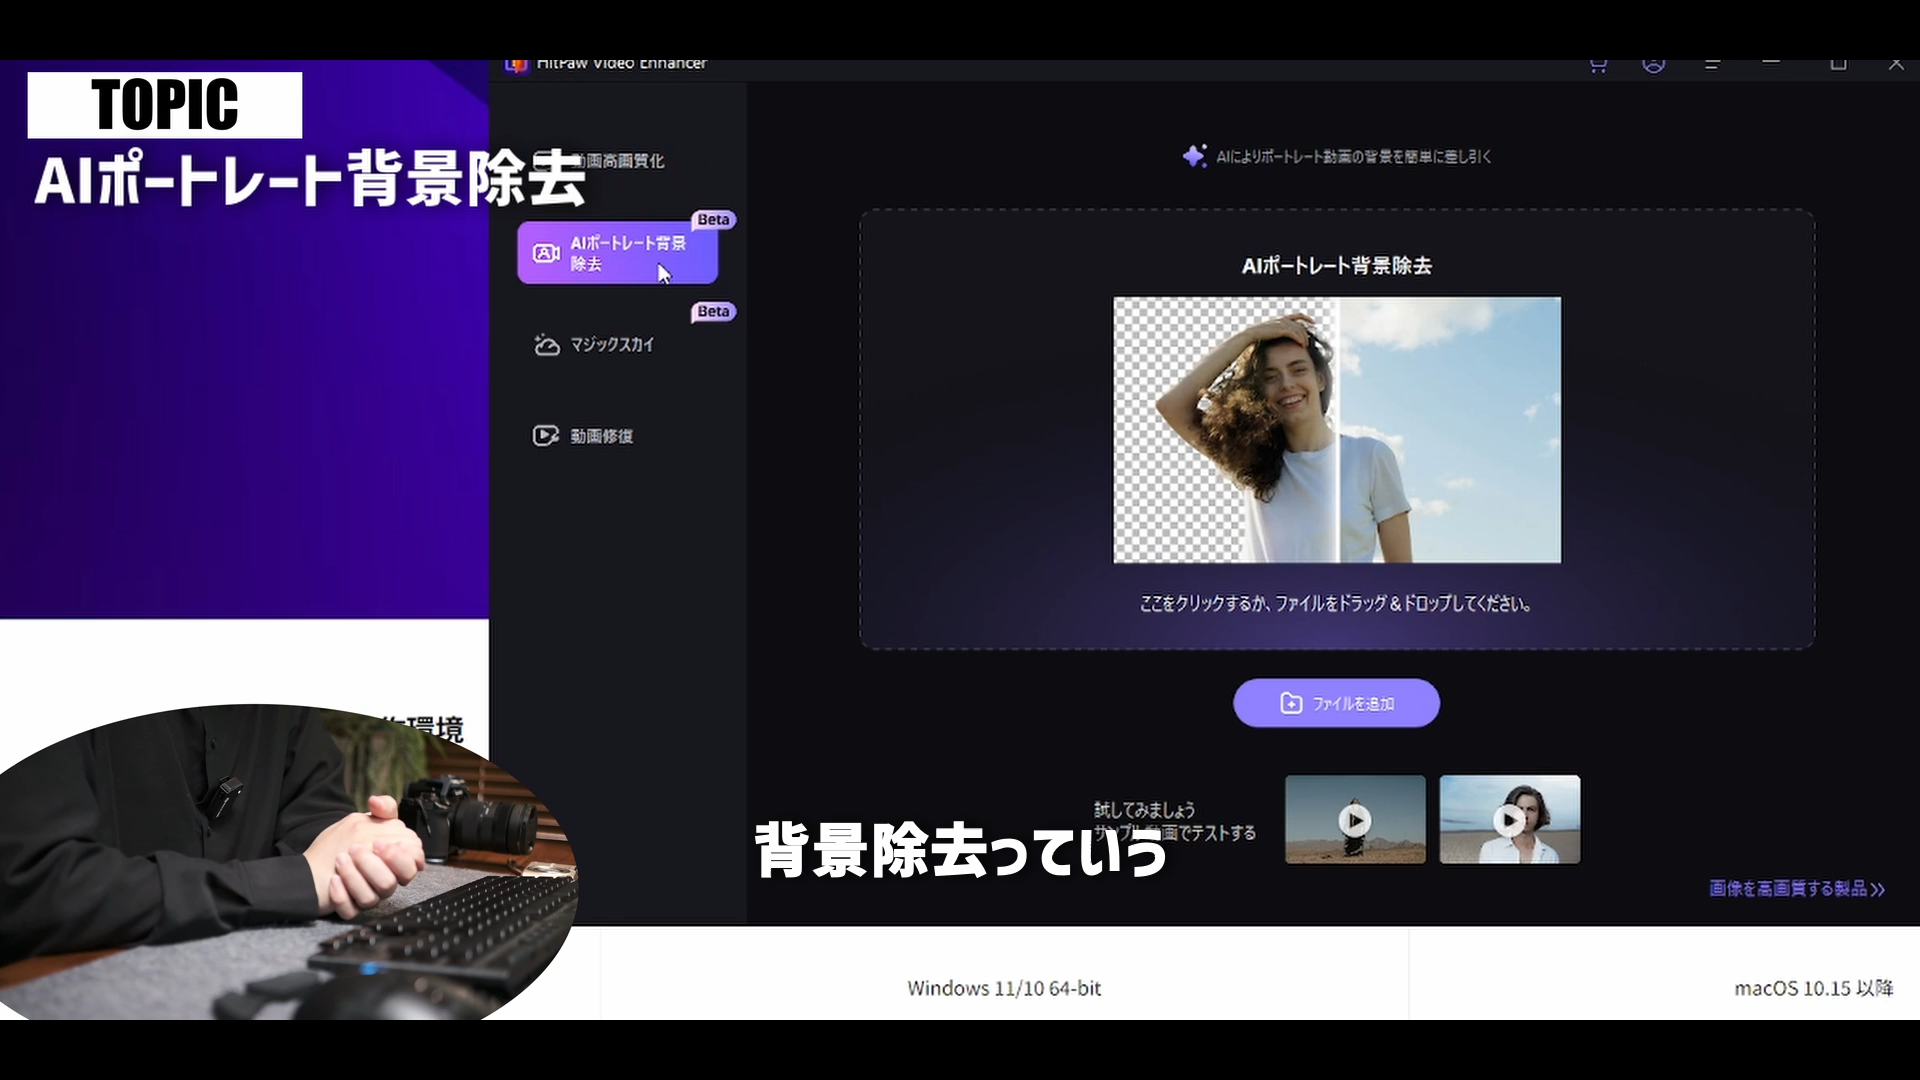 HitPaw Video Enhancer
TOPIC
AIポートレート背景除去
動画高画質化
Beta
AIポートレート背景
除去
Beta
マジックスカイ
動画修復
AIによりポートレート動画の背景を簡単に差し引く
AIポートレート背景除去
ここをクリックするか、ファイルをドラッグ＆ドロップしてください。
ファイルを追加
試してみましょう
サンプル動画でテストする
背景除去っていう
画像を高画質する製品
環境
Windows 11/10 64-bit
macOS 10.15 以降